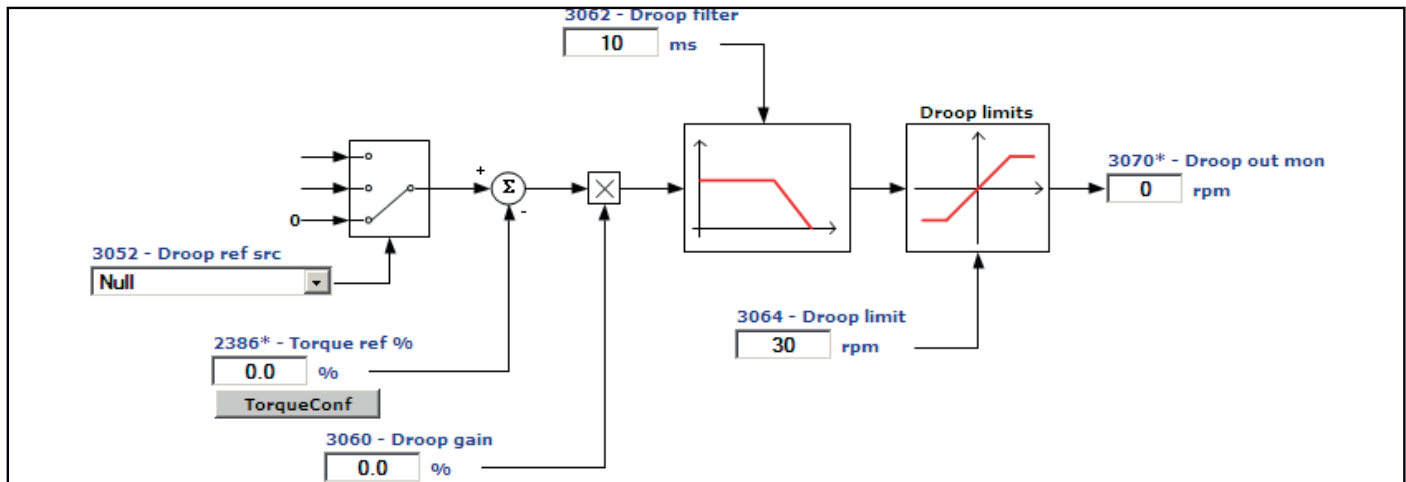 3062 - Droop filter
10 ms
Droop limits
3070* - Droop out mon
0 rpm
+
Σ
-
0
3052 - Droop ref src
Null
3064 - Droop limit
30 rpm
2386* - Torque ref %
0.0 %
TorqueConf
3060 - Droop gain
0.0 %